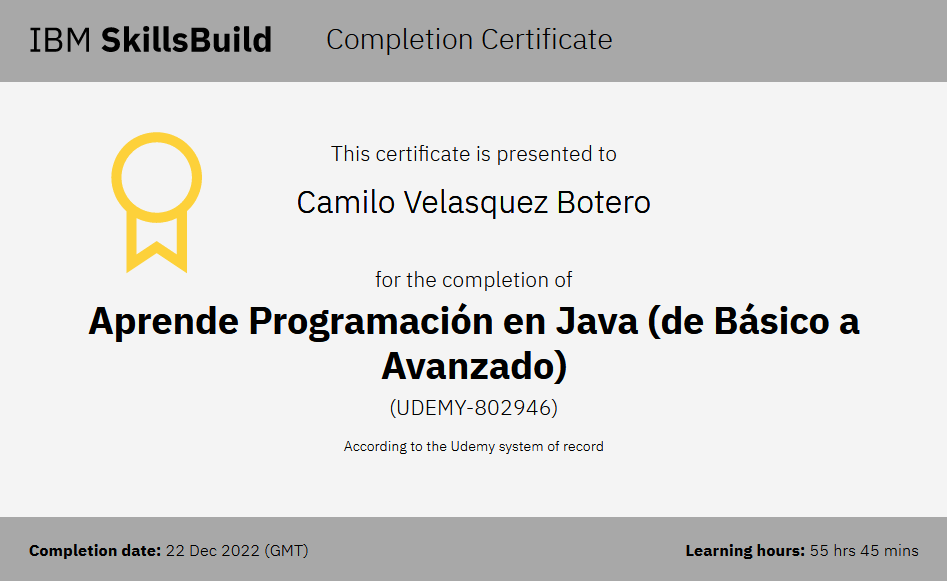 IBM SkillsBuild Completion Certificate
This certificate is presented to
Camilo Velasquez Botero
for the completion of
Aprende Programación en Java (de Básico a
Avanzado)
(UDEMY-802946)
According to the Udemy system of record
Completion date: 22 Dec 2022 (GMT) Learning hours: 55 hrs 45 mins